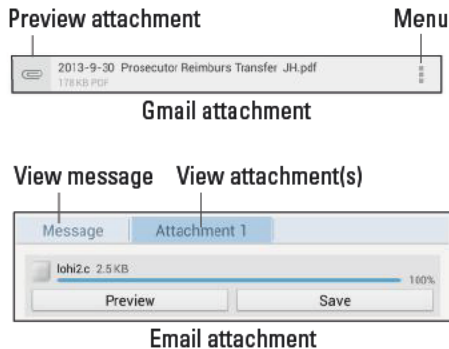 Preview attachment Menu
2013-9-30 Prosecutor Reimburs Transfer JH.pdf
178 KB PDF
Gmail attachment
View message View attachment(s)
Message Attachment 1
lohi2.c 2.5 KB
100%
Preview Save
Email attachment